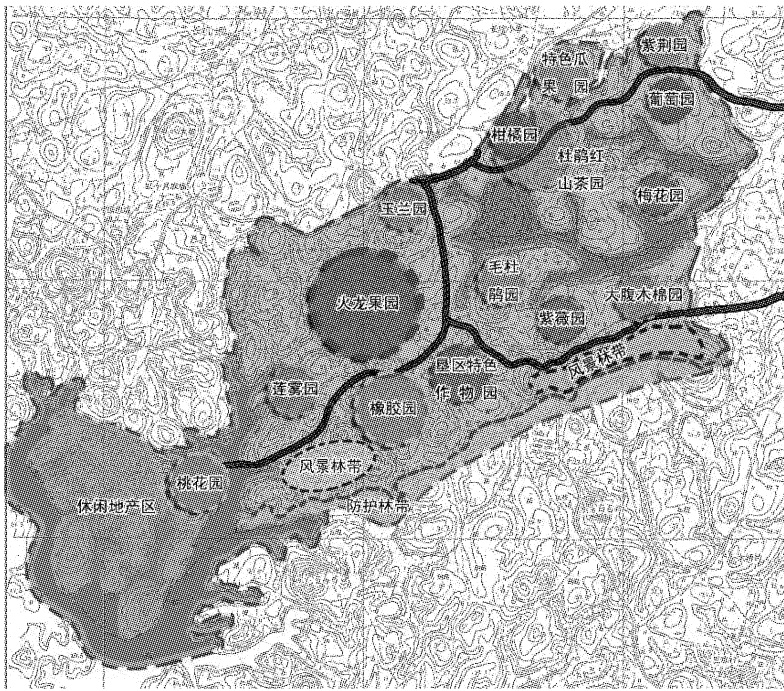 紫荆园
特色瓜
果园
葡萄园
柑橘园
杜鹃红
山茶园
梅花园
玉兰园
毛杜
鹃园
火龙果园
大腹木棉园
紫薇园
风景林带
垦区特色
作物园
莲雾园
橡胶园
风景林带
桃花园
休闲地产区
防护林带